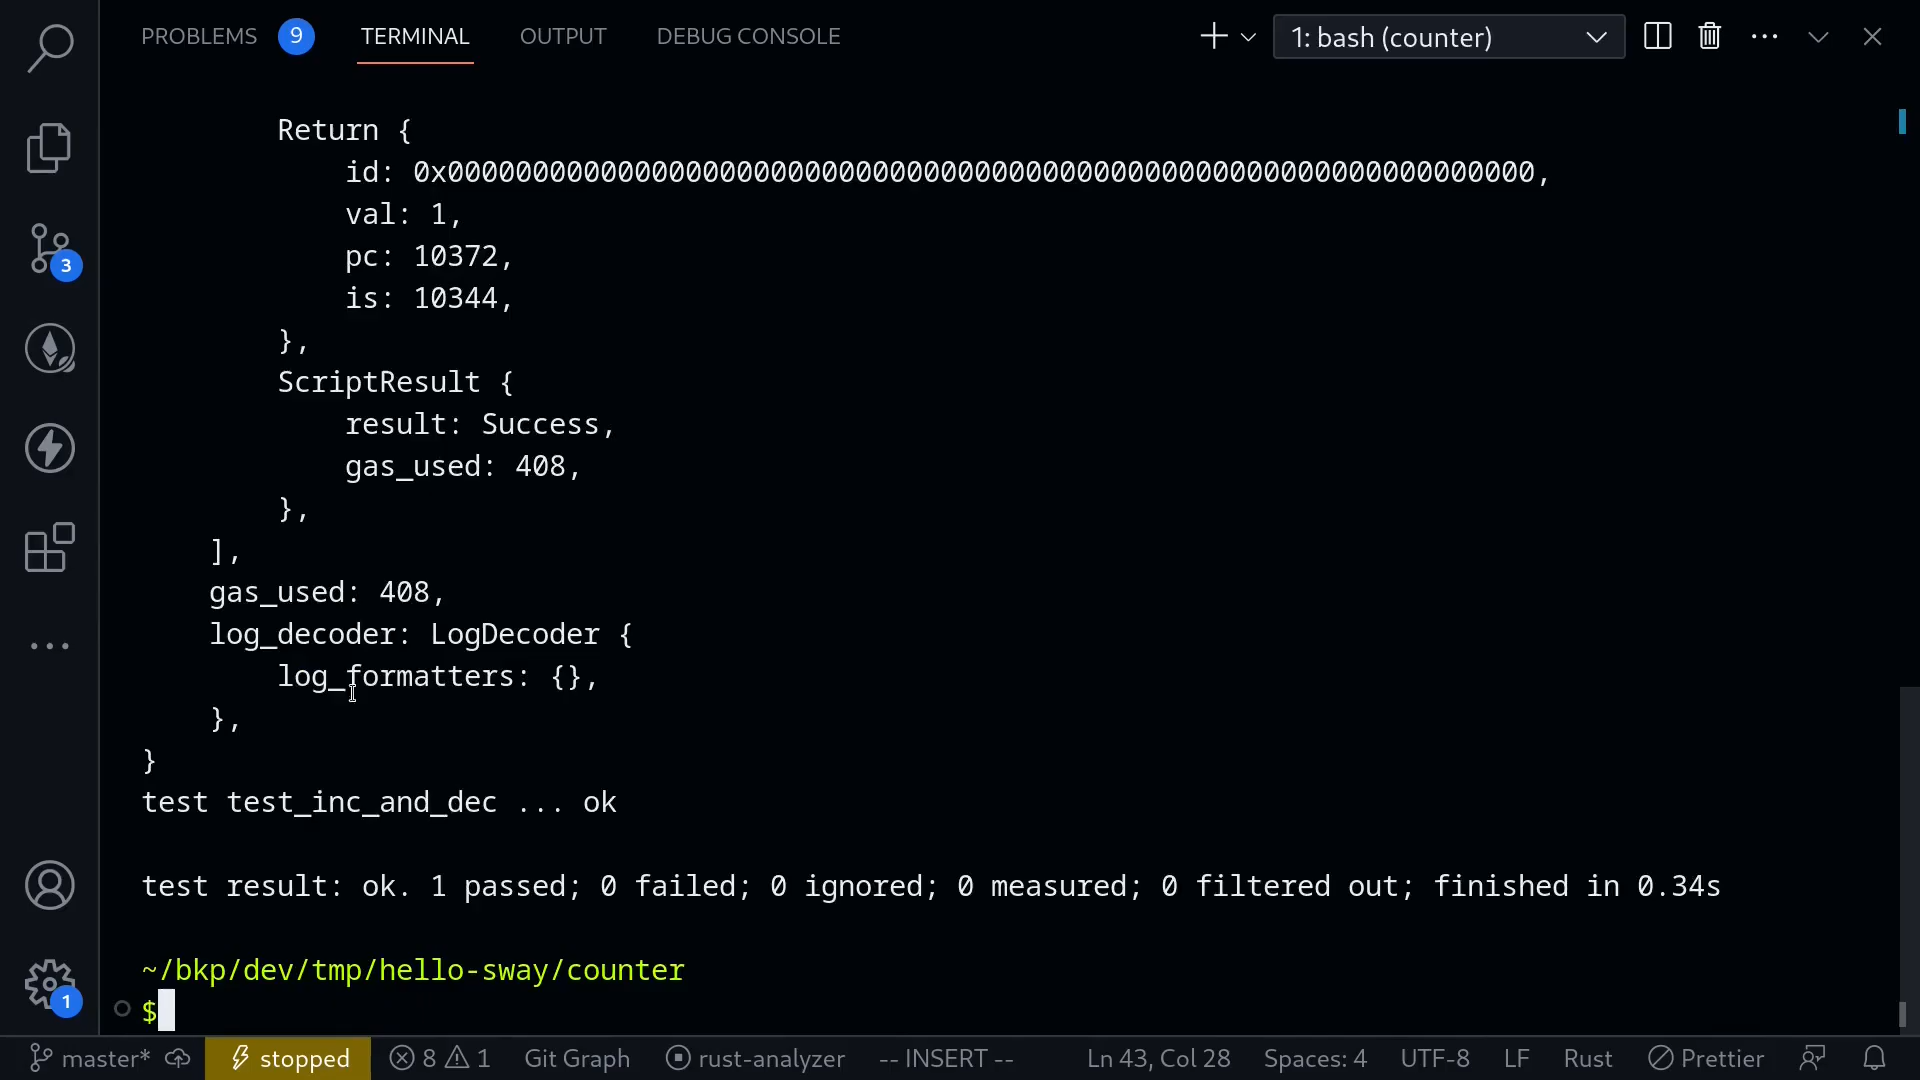 PROBLEMS 9 TERMINAL OUTPUT DEBUG CONSOLE 1: bash (counter)
Return {
id: 0x0000000000000000000000000000000000000000000000000000000000000000,
val: 1,
pc: 10372,
is: 10344,
},
ScriptResult {
result: Success,
gas_used: 408,
},
],
gas_used: 408,
log_decoder: LogDecoder {
log_formatters: {},
},
}
test test_inc_and_dec ... ok
test result: ok. 1 passed; 0 failed; 0 ignored; 0 measured; 0 filtered out; finished in 0.34s
~/bkp/dev/tmp/hello-sway/counter
$
3
1
master* stopped 8 1 Git Graph rust-analyzer -- INSERT -- Ln 43, Col 28 Spaces: 4 UTF-8 LF Rust Prettier